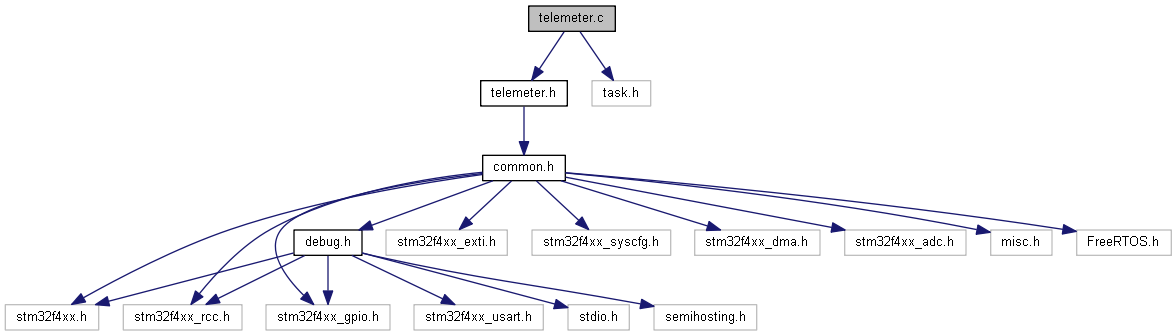 telemeter.c
telemeter.h
task.h
common.h
debug.h
stm32f4xx_exti.h
stm32f4xx_syscfg.h
stm32f4xx_dma.h
stm32f4xx_adc.h
misc.h
FreeRTOS.h
stm32f4xx.h
stm32f4xx_rcc.h
stm32f4xx_gpio.h
stm32f4xx_usart.h
stdio.h
semihosting.h